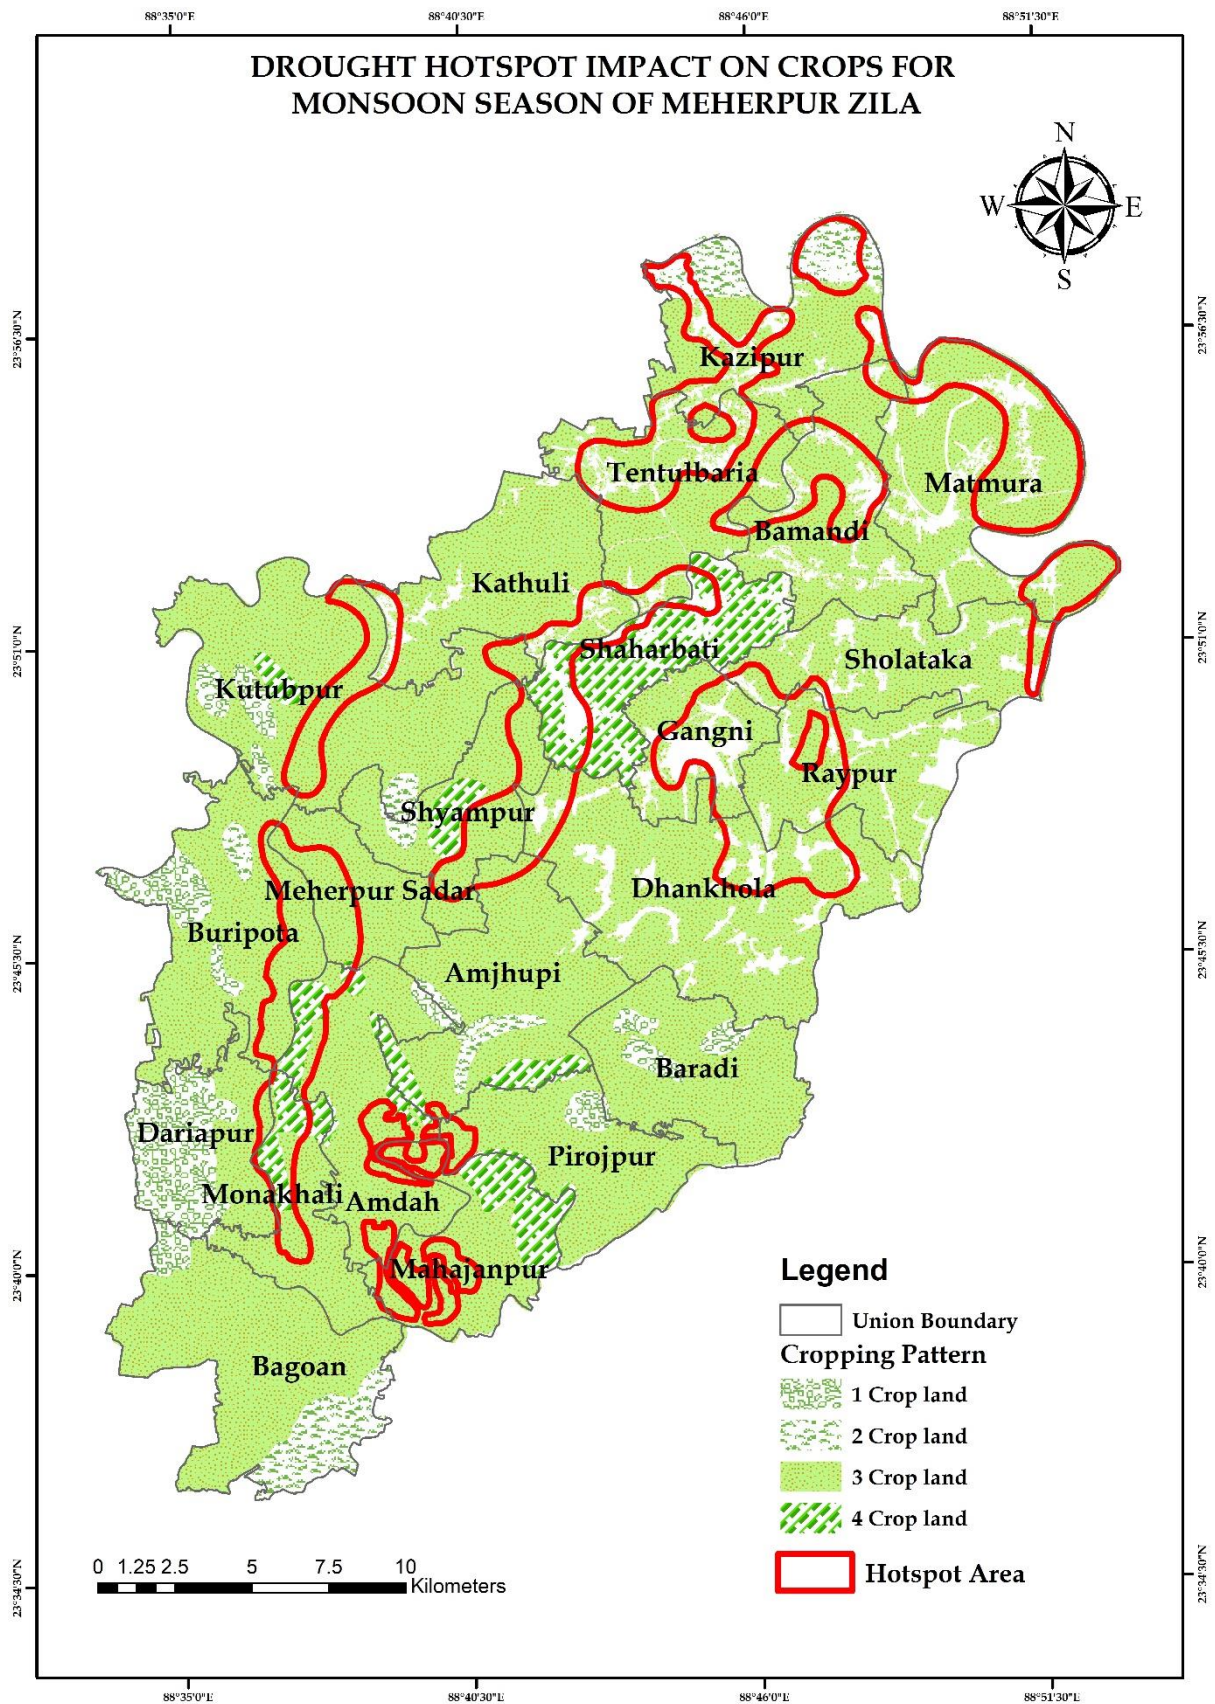 88°35'0"E
88°40'30"E
88°46'0"E
88°51'30"E
DROUGHT HOTSPOT IMPACT ON CROPS FOR
MONSOON SEASON OF MEHERPUR ZILA
N
W
E
S
23°56'30"N
23°56'30"N
Kazipur
Tentulbaria
Matmura
Bamandi
Kathuli
23°51'0"N
23°51'0"N
Shaharbati
Sholataka
Kutubpur
Gangni
Raypur
Shyampur
Meherpur Sadar
Dhankhola
Buripota
23°45'30"N
23°45'30"N
Amjhupi
Baradi
Dariapur
Pirojpur
Monakhali
Amdah
23°40'0"N
23°40'0"N
Mahajanpur
Bagoan
Legend
Union Boundary
Cropping Pattern
1 Crop land
2 Crop land
3 Crop land
4 Crop land
Hotspot Area
0 1.25 2.5 5 7.5 10
Kilometers
23°34'30"N
23°34'30"N
88°35'0"E
88°40'30"E
88°46'0"E
88°51'30"E